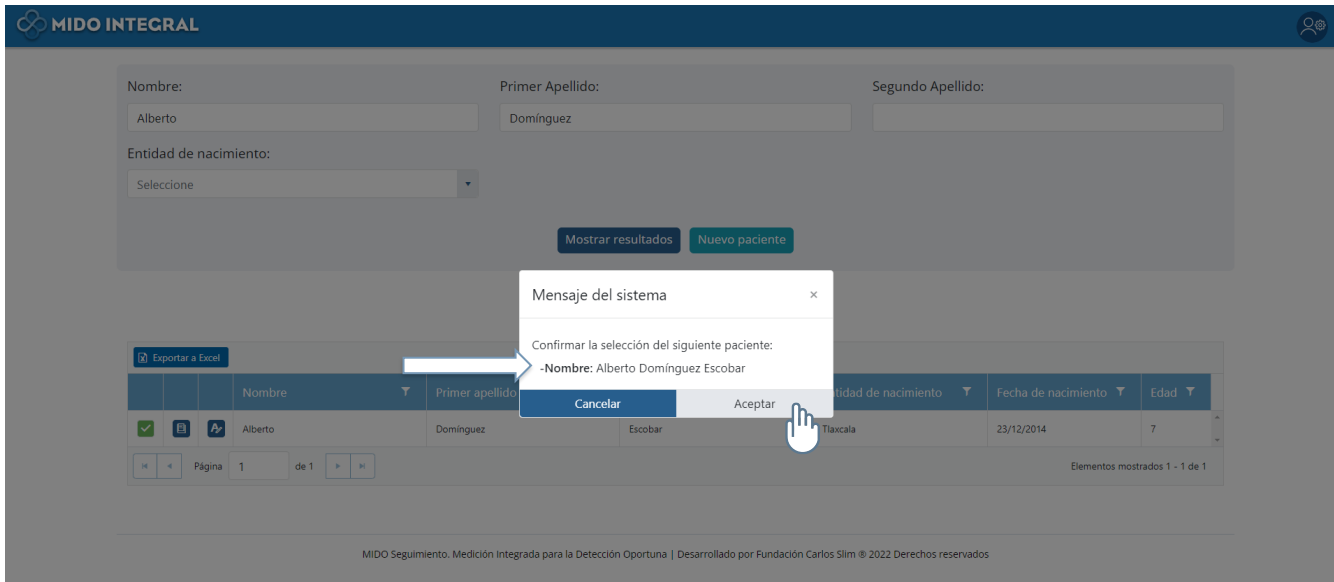 MIDO INTEGRAL
Nombre: Primer Apellido: Segundo Apellido:
Alberto Domínguez
Entidad de nacimiento:
Seleccione
Mostrar resultados Nuevo paciente
Mensaje del sistema ×
Confirmar la selección del siguiente paciente:
-Nombre: Alberto Domínguez Escobar
Cancelar Aceptar
Exportar a Excel
Nombre Primer apellido tidad de nacimiento Fecha de nacimiento Edad
Alberto Domínguez Escobar Tlaxcala 23/12/2014 7
Página 1 de 1 Elementos mostrados 1 - 1 de 1
MIDO Seguimiento. Medición Integrada para la Detección Oportuna | Desarrollado por Fundación Carlos Slim ® 2022 Derechos reservados